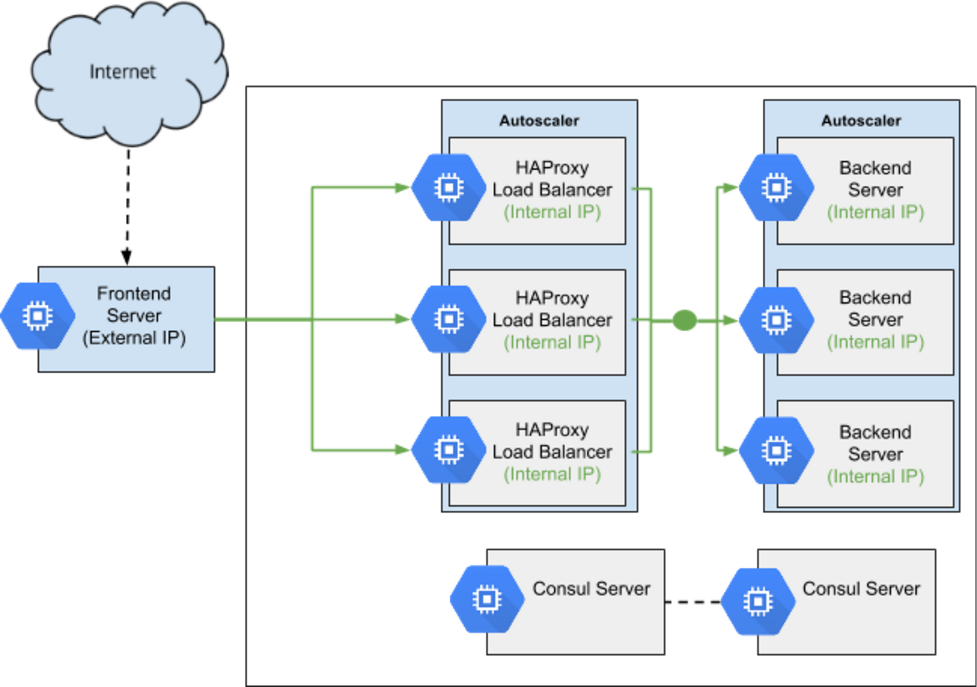 Internet
Frontend
Server
(External IP)
Autoscaler
HAProxy
Load Balancer
(Internal IP)
HAProxy
Load Balancer
(Internal IP)
HAProxy
Load Balancer
(Internal IP)
Autoscaler
Backend
Server
(Internal IP)
Backend
Server
(Internal IP)
Backend
Server
(Internal IP)
Consul Server
Consul Server